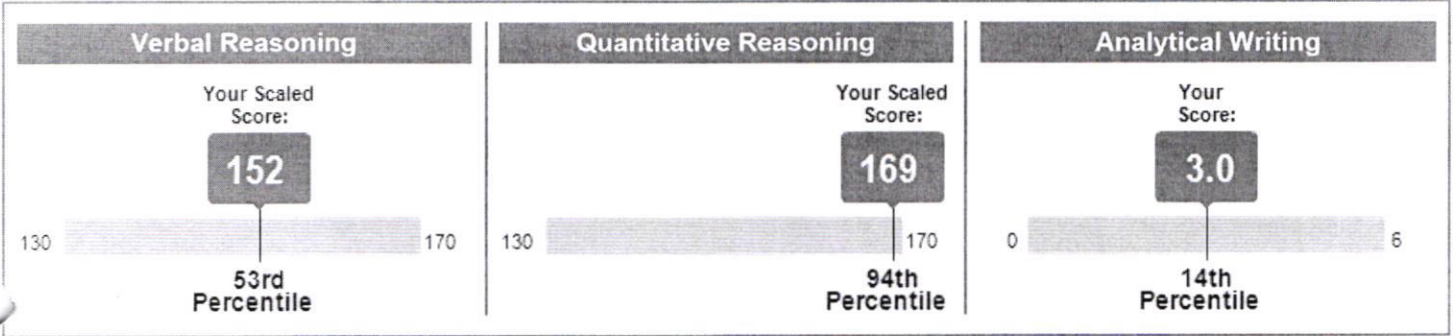 Verbal Reasoning
Your Scaled
Score:
152
130
170
53rd
Percentile
Quantitative Reasoning
Your Scaled
Score:
169
130
170
94th
Percentile
Analytical Writing
Your
Score:
3.0
0
6
14th
Percentile